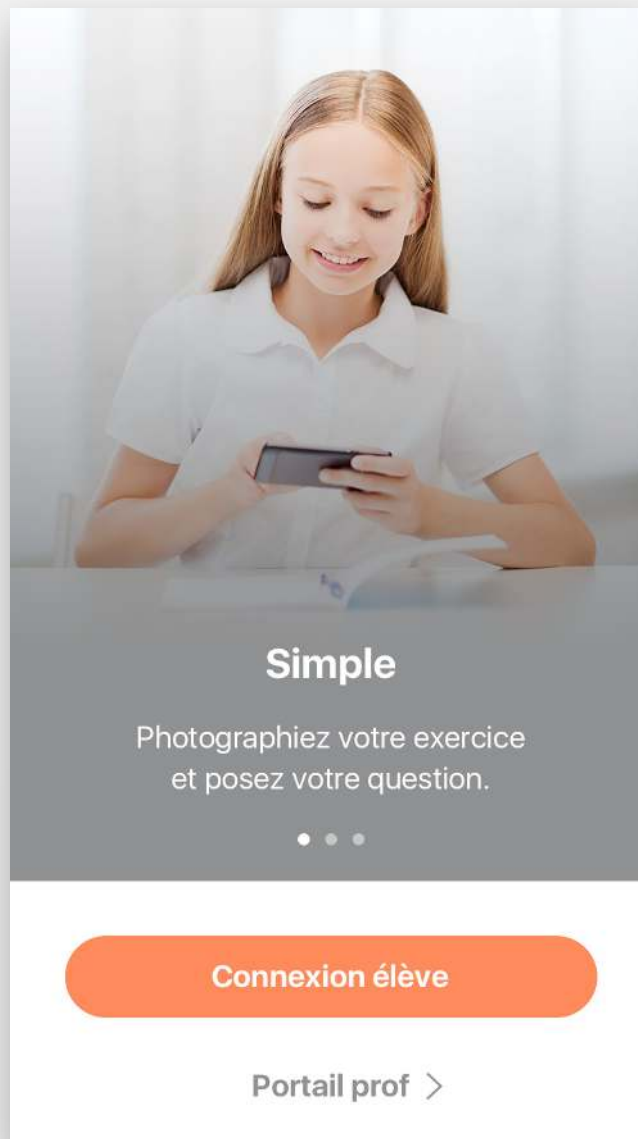 Simple
Photographiez votre exercice
et posez votre question.
Connexion élève
Portail prof